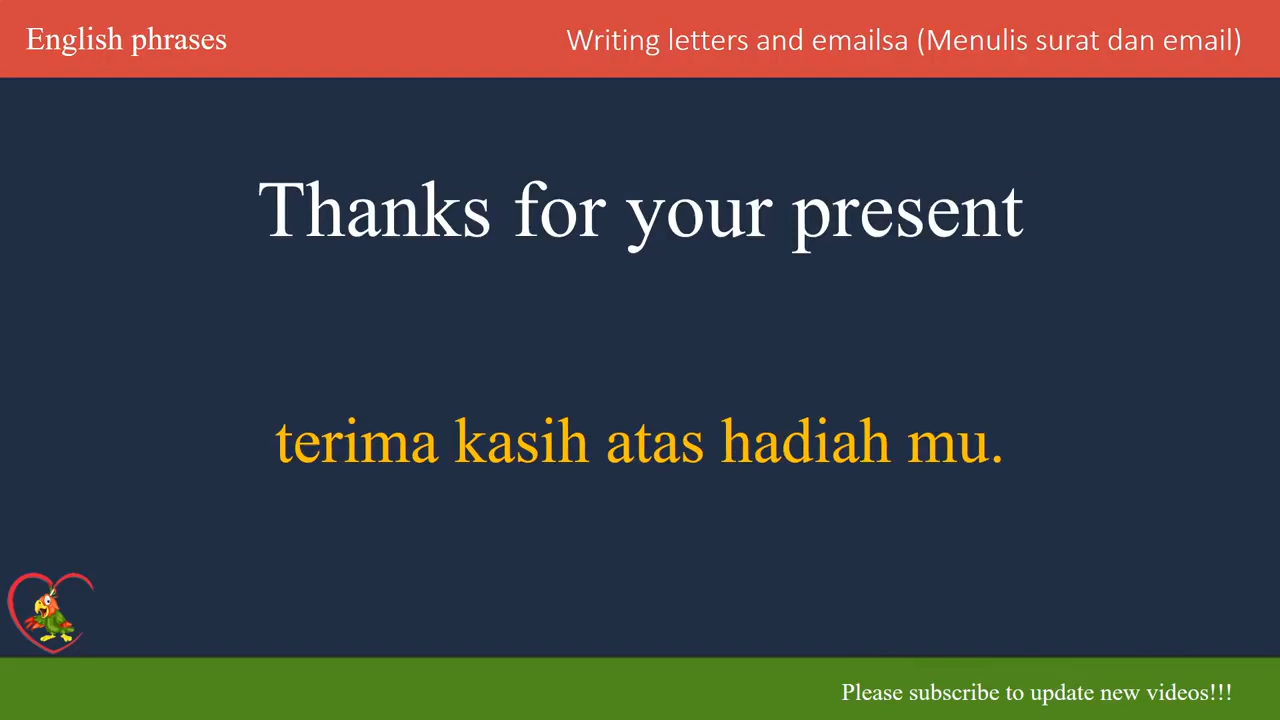 English phrases
Writing letters and emailsa (Menulis surat dan email)
Thanks for your present
terima kasih atas hadiah mu.
Please subscribe to update new videos!!!